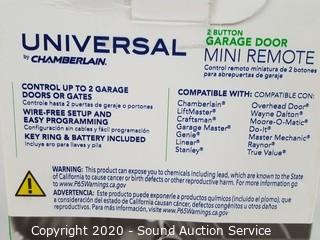 2 BUTTON
UNIVERSAL
GARAGE DOOR
by CHAMBERLAIN.
MINI REMOTE
Control remoto miniatura de 2 botones
para abrepuertas de garaje
CONTROL UP TO 2 GARAGE
DOORS OR GATES
Controle hasta 2 puertas de garaje o portones
WIRE-FREE SETUP AND
EASY PROGRAMMING
Configuración sin cables y fácil programación
KEY RING & BATTERY INCLUDED
Incluye aro para llaves y pila
COMPATIBLE WITH: COMPATIBLE CON:
Chamberlain®
LiftMaster®
Craftsman®
Garage Master®
Genie®
Linear®
Stanley®
Overhead Door®
Wayne Dalton®
Moore-O-Matic®
Do-It®
Master Mechanic®
Raynor®
True Value®
WARNING: This product can expose you to chemicals including lead, which are known to the State
of California to cause cancer or birth defects or other reproductive harm. For more information
go to www.P65Warnings.ca.gov
ADVERTENCIA: Este producto puede exponerle a productos químicos (incluido el plomo), que
a consideración del estado de California causan cáncer, defectos congénitos u otros daños
www.P65Warnings.ca.gov
Copyright 2020 - Sound Auction Service